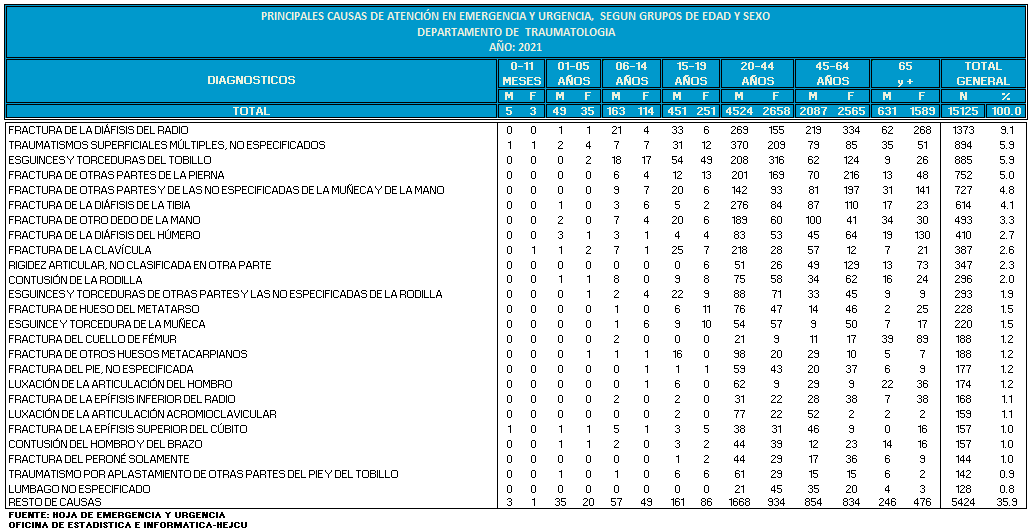 PRINCIPALES CAUSAS DE ATENCIÓN EN EMERGENCIA Y URGENCIA, SEGUN GRUPOS DE EDAD Y SEXO
DEPARTAMENTO DE TRAUMATOLOGIA
AÑO: 2021
DIAGNOSTICOS 0-11 MESES 01-05 AÑOS 06-14 AÑOS 15-19 AÑOS 20-44 AÑOS 45-64 AÑOS 65 y + TOTAL GENERAL
M F M F M F M F M F M F M F N %
TOTAL 5 3 49 35 163 114 451 251 4524 2658 2087 2565 631 1589 15125 100.0
FRACTURA DE LA DIÁFISIS DEL RADIO 0 0 1 1 21 4 33 6 269 155 219 334 62 268 1373 9.1
TRAUMATISMOS SUPERFICIALES MÚLTIPLES, NO ESPECIFICADOS 1 1 2 4 7 7 31 12 370 209 79 85 35 51 894 5.9
ESGUINCES Y TORCEDURAS DEL TOBILLO 0 0 0 2 18 17 54 49 208 316 62 124 9 26 885 5.9
FRACTURA DE OTRAS PARTES DE LA PIERNA 0 0 0 0 6 4 12 13 201 169 70 216 13 48 752 5.0
FRACTURA DE OTRAS PARTES Y DE LAS NO ESPECIFICADAS DE LA MUÑECA Y DE LA MANO 0 0 0 0 9 7 20 6 142 93 81 197 31 141 727 4.8
FRACTURA DE LA DIÁFISIS DE LA TIBIA 0 0 1 0 3 6 5 2 276 84 87 110 17 23 614 4.1
FRACTURA DE OTRO DEDO DE LA MANO 0 0 2 0 7 4 20 6 189 60 100 41 34 30 493 3.3
FRACTURA DE LA DIÁFISIS DEL HÚMERO 0 0 3 1 3 1 4 4 83 53 45 64 19 130 410 2.7
FRACTURA DE LA CLAVÍCULA 0 1 1 2 7 1 25 7 218 28 57 12 7 21 387 2.6
RIGIDEZ ARTICULAR, NO CLASIFICADA EN OTRA PARTE 0 0 0 0 0 0 0 6 51 26 49 129 13 73 347 2.3
CONTUSIÓN DE LA RODILLA 0 0 1 1 8 0 9 8 75 58 34 62 16 24 296 2.0
ESGUINCES Y TORCEDURAS DE OTRAS PARTES Y LAS NO ESPECIFICADAS DE LA RODILLA 0 0 0 1 2 4 22 9 88 71 33 45 9 9 293 1.9
FRACTURA DE HUESO DEL METATARSO 0 0 0 0 1 0 6 11 76 47 14 46 2 25 228 1.5
ESGUINCE Y TORCEDURA DE LA MUÑECA 0 0 0 0 1 6 9 10 54 57 9 50 7 17 220 1.5
FRACTURA DEL CUELLO DE FÉMUR 0 0 0 0 2 0 0 0 21 9 11 17 39 89 188 1.2
FRACTURA DE OTROS HUESOS METACARPIANOS 0 0 0 1 1 1 16 0 98 20 29 10 5 7 188 1.2
FRACTURA DEL PIE, NO ESPECIFICADA 0 0 0 0 0 1 1 1 59 43 20 37 6 9 177 1.2
LUXACIÓN DE LA ARTICULACIÓN DEL HOMBRO 0 0 0 0 0 1 6 0 62 9 29 9 22 36 174 1.2
FRACTURA DE LA EPÍFISIS INFERIOR DEL RADIO 0 0 0 0 2 0 2 0 31 22 28 38 7 38 168 1.1
LUXACIÓN DE LA ARTICULACIÓN ACROMIOCLAVICULAR 0 0 0 0 0 0 2 0 77 22 52 2 2 2 159 1.1
FRACTURA DE LA EPÍFISIS SUPERIOR DEL CÚBITO 1 0 1 1 5 1 3 5 38 31 46 9 0 16 157 1.0
CONTUSIÓN DEL HOMBRO Y DEL BRAZO 0 0 1 1 2 0 3 2 44 39 12 23 14 16 157 1.0
FRACTURA DEL PERONÉ SOLAMENTE 0 0 0 0 0 0 1 2 44 29 17 36 6 9 144 1.0
TRAUMATISMO POR APLASTAMIENTO DE OTRAS PARTES DEL PIE Y DEL TOBILLO 0 0 1 0 1 1 6 6 61 29 15 15 6 2 142 0.9
LUMBAGO NO ESPECIFICADO 0 0 0 0 0 0 0 0 21 45 35 20 4 3 128 0.8
RESTO DE CAUSAS 3 1 35 20 57 49 161 86 1668 934 854 834 246 476 5424 35.9
FUENTE: HOJA DE EMERGENCIA Y URGENCIA
OFICINA DE ESTADISTICA E INFORMATICA-HEJCU